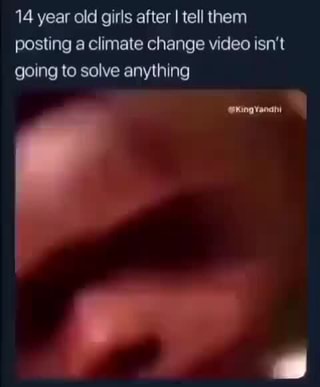 14 year old girls after I tell them
posting a climate change video isn't
going to solve anything
@KingYandhi